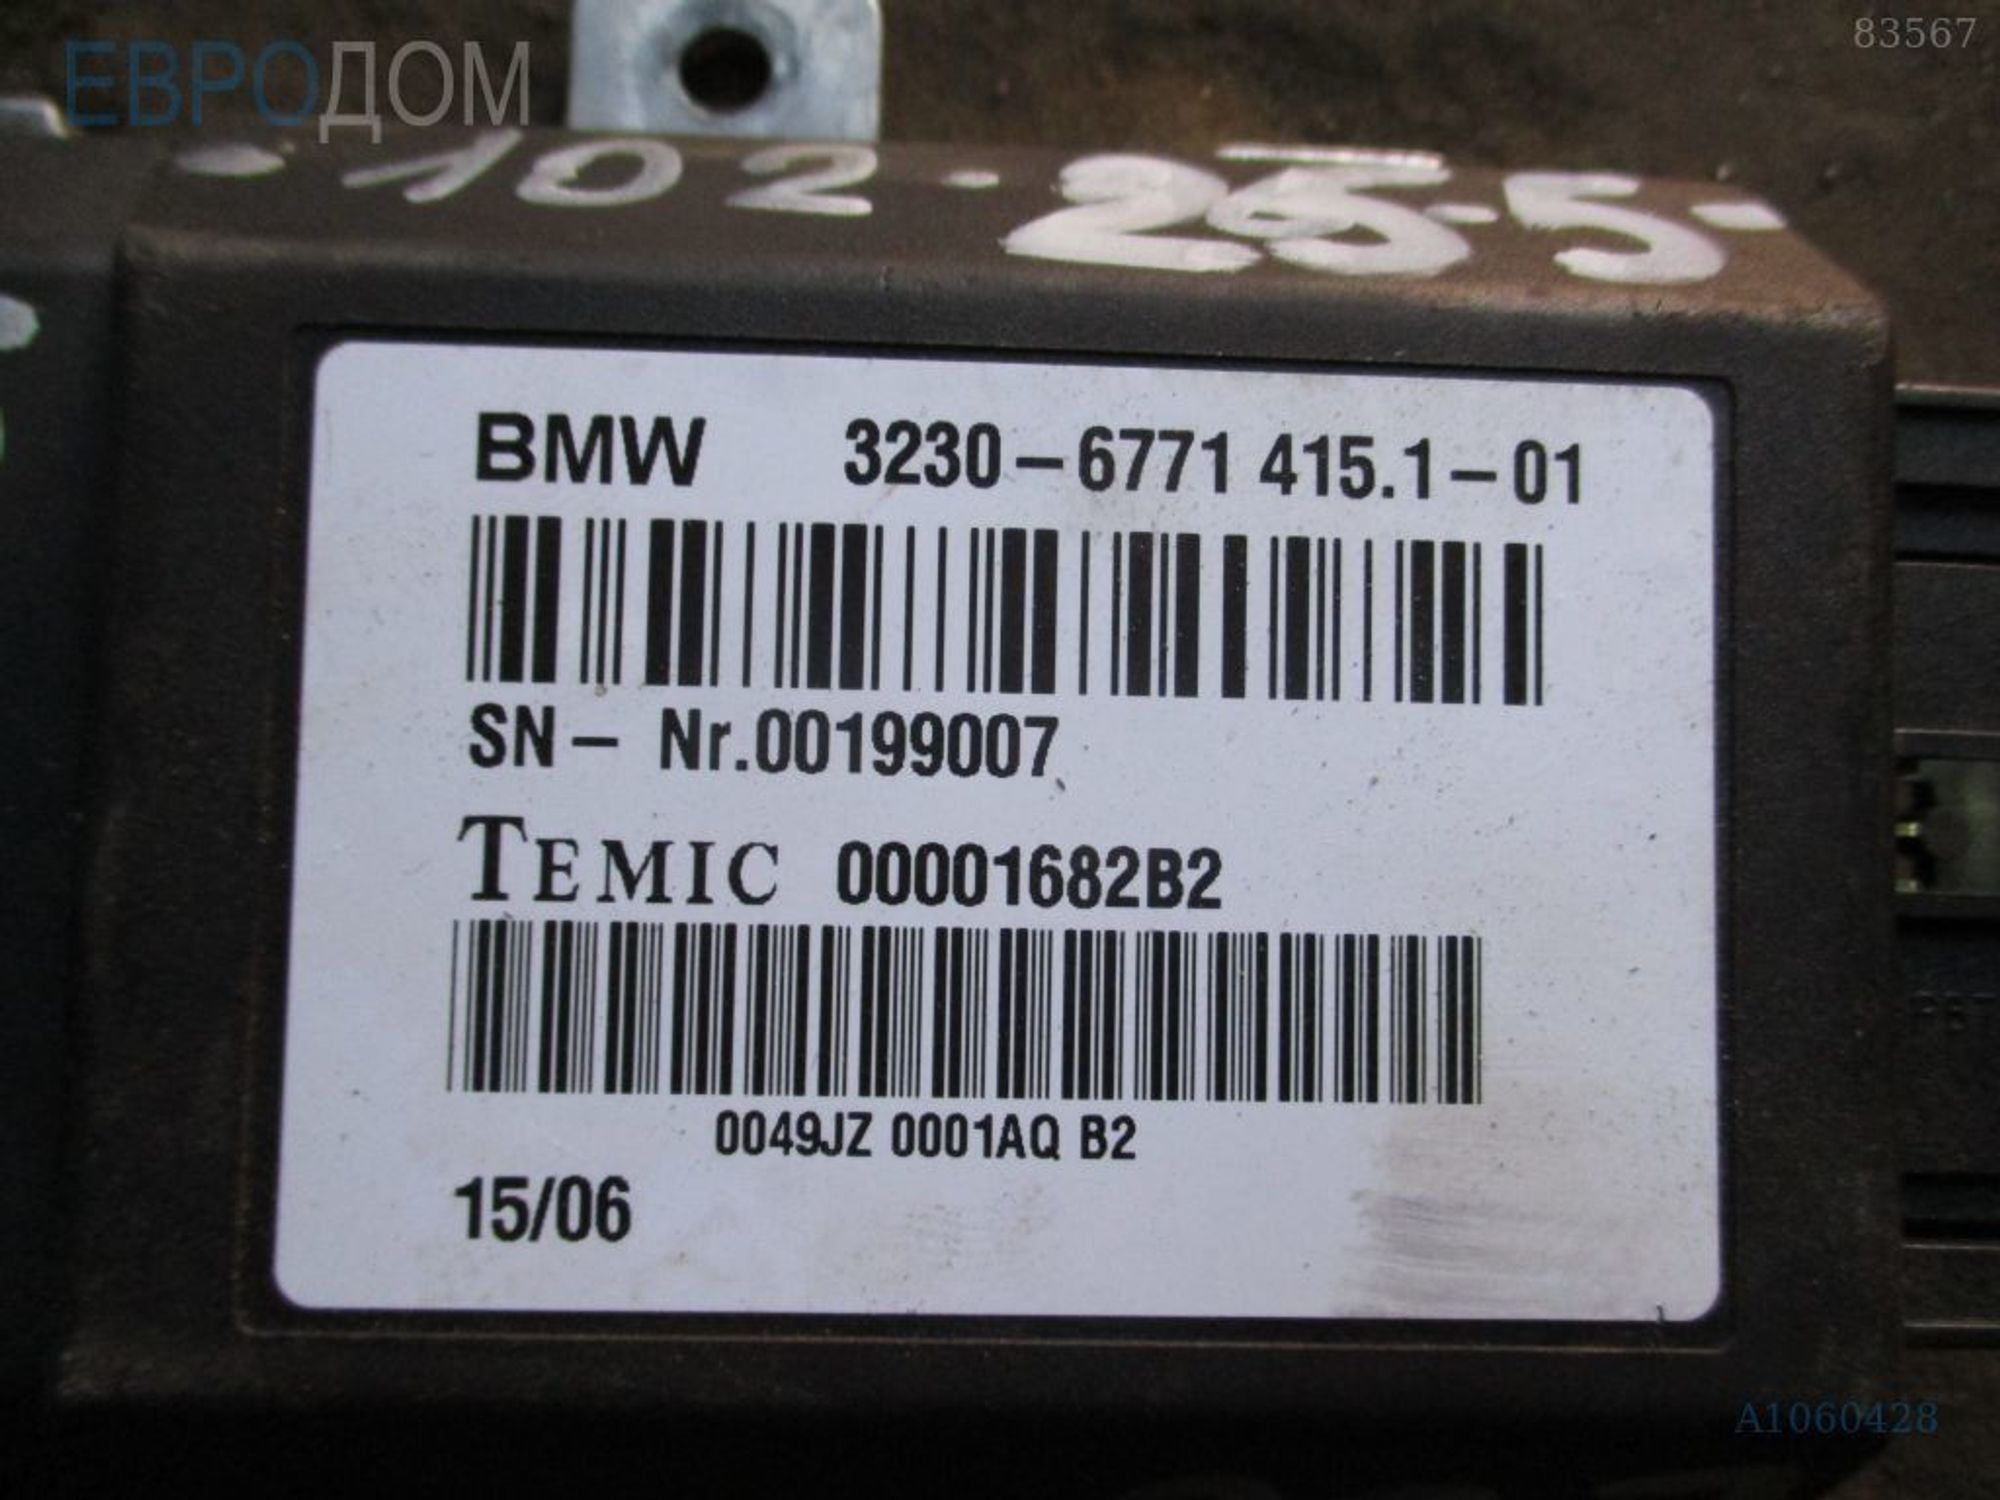 ЕВРОДОМ
83567
·102·25·5·
BMW 3230-6771 415.1-01
SN- Nr.00199007
TEMIC 00001682B2
0049JZ 0001AQ B2
15/06
A1060428